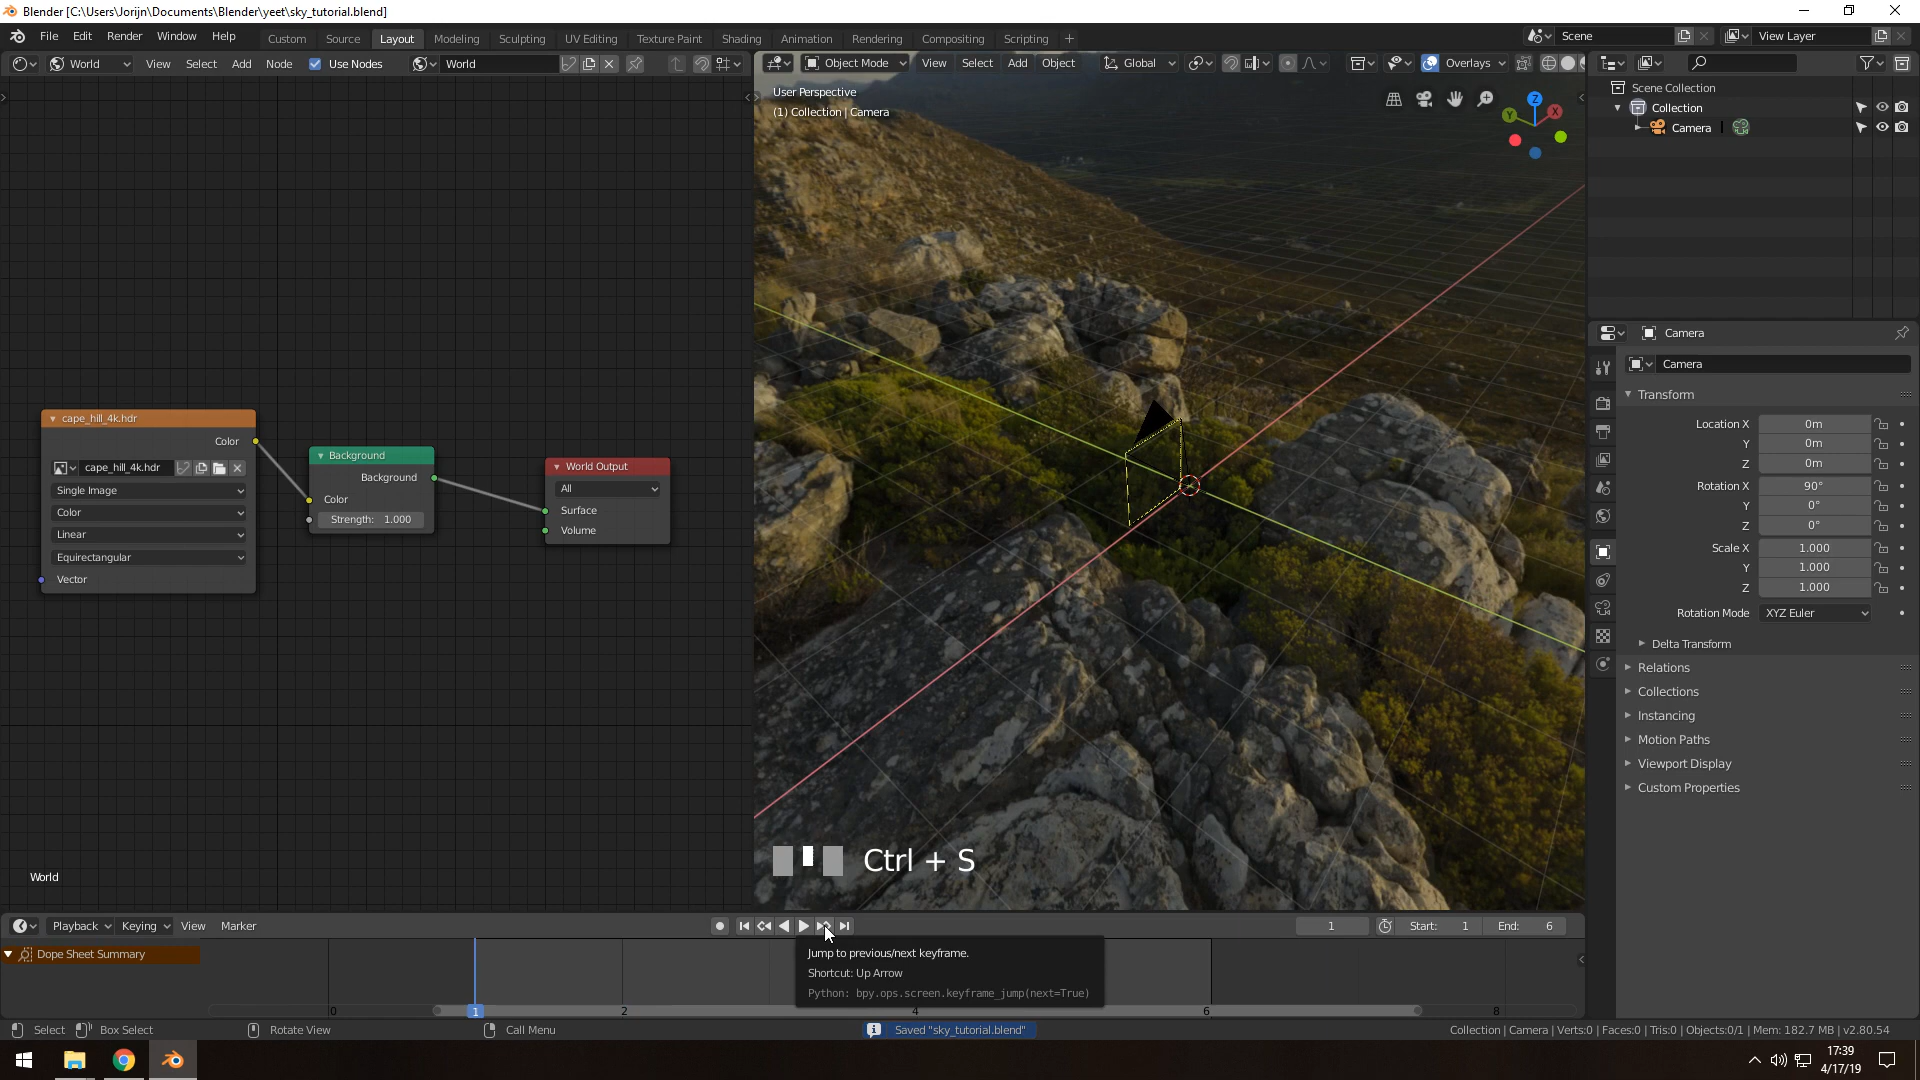 Blender [C:\Users\Jorijn\Documents\Blender\yeet\sky_tutorial.blend]
File Edit Render Window Help Custom Source Layout Modeling Sculpting UV Editing Texture Paint Shading Animation Rendering Compositing Scripting + Scene View Layer
World View Select Add Node Use Nodes World
Object Mode View Select Add Object Global Overlays
User Perspective
(1) Collection | Camera
Z
Y
X
Scene Collection
Collection
Camera
Camera
Camera
Transform
Location X 0m
Y 0m
Z 0m
Rotation X 90°
Y 0°
Z 0°
Scale X 1.000
Y 1.000
Z 1.000
Rotation Mode XYZ Euler
Delta Transform
Relations
Collections
Instancing
Motion Paths
Viewport Display
Custom Properties
cape_hill_4k.hdr
Color
cape_hill_4k.hdr
Single Image
Color
Linear
Equirectangular
Vector
Background
Background
Color
Strength: 1.000
World Output
All
Surface
Volume
Ctrl + S
World
Playback Keying View Marker 1 Start: 1 End: 6
Dope Sheet Summary
Jump to previous/next keyframe.
Shortcut: Up Arrow
Python: bpy.ops.screen.keyframe_jump(next=True)
0 1 2 4 6 8
Select Box Select Rotate View Call Menu Saved "sky_tutorial.blend" Collection | Camera | Verts:0 | Faces:0 | Tris:0 | Objects:0/1 | Mem: 182.7 MB | v2.80.54
17:39
4/17/19